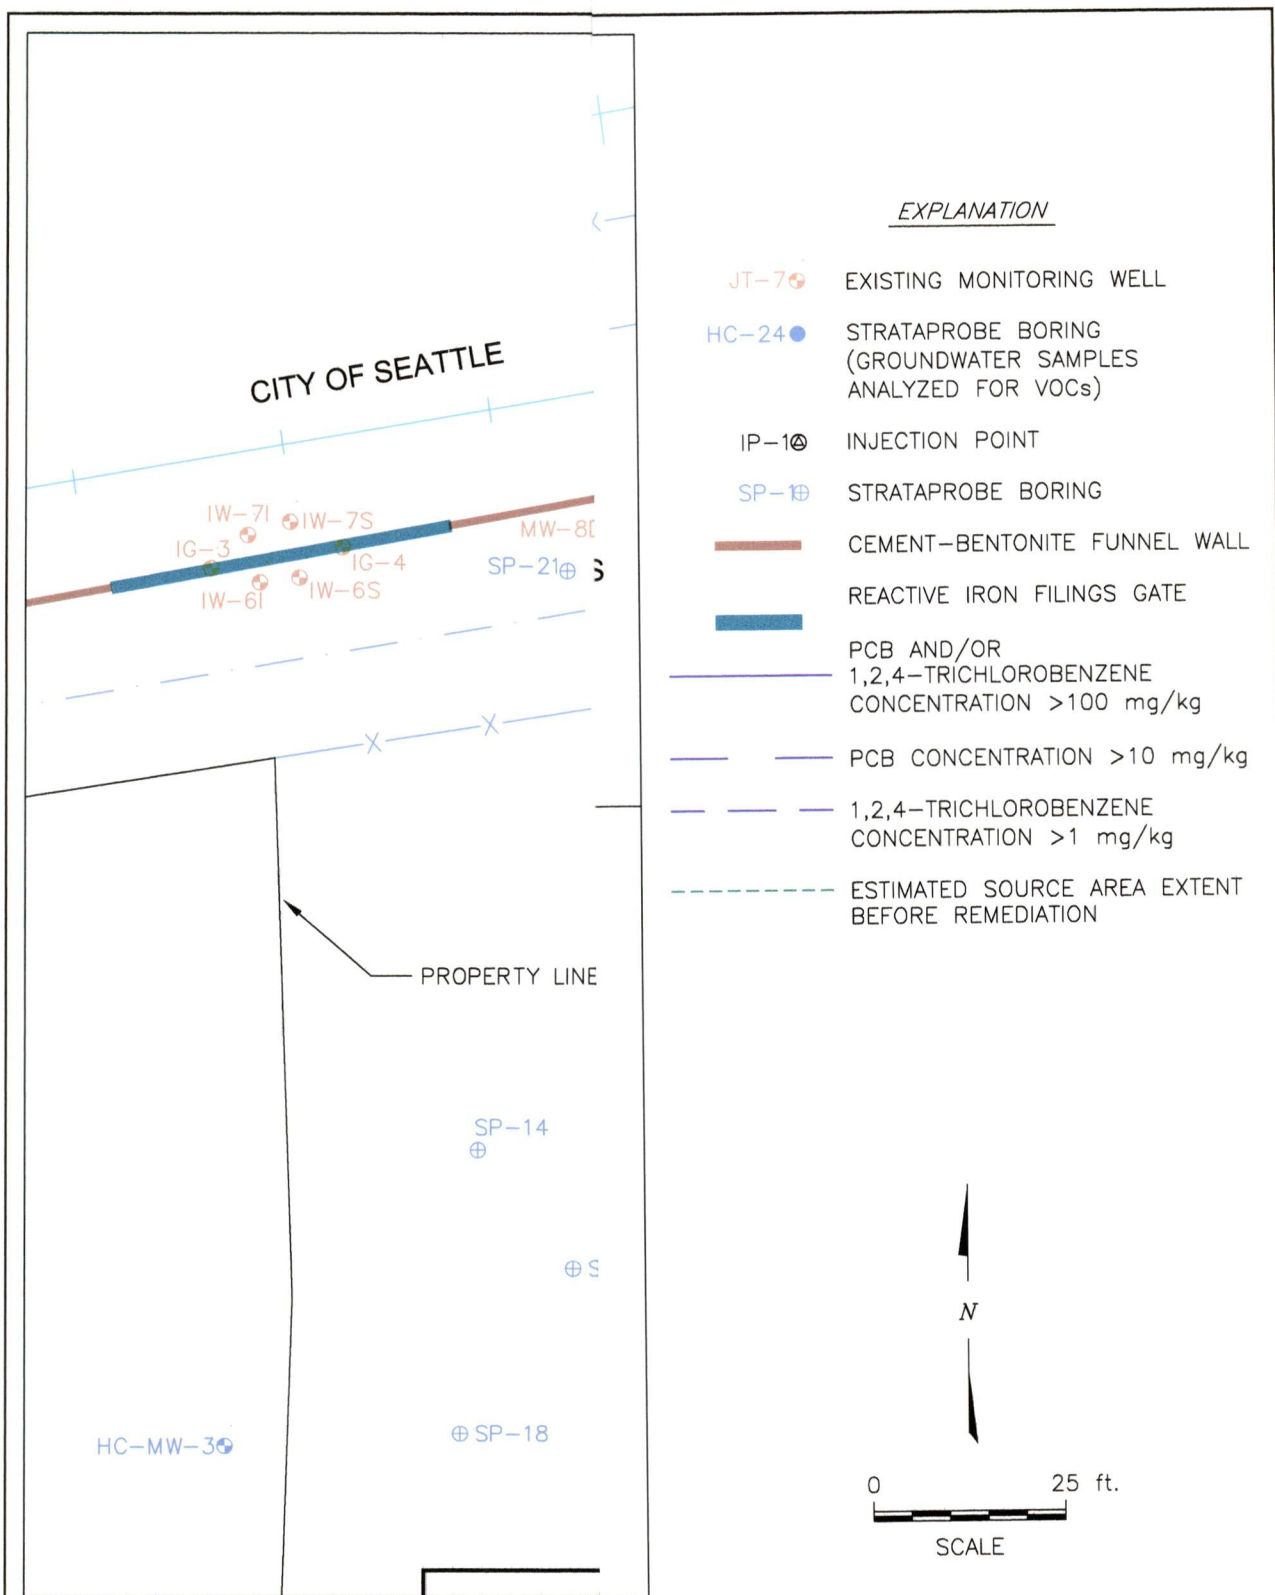 CITY OF SEATTLE
IW-7I
IW-7S
IG-3
IG-4
MW-8D
SP-21
S
IW-6I
IW-6S
X
X
PROPERTY LINE
SP-14
S
HC-MW-3
SP-18
EXPLANATION
JT-7 EXISTING MONITORING WELL
HC-24 STRATAPROBE BORING
(GROUNDWATER SAMPLES
ANALYZED FOR VOCs)
IP-1 INJECTION POINT
SP-1 STRATAPROBE BORING
CEMENT-BENTONITE FUNNEL WALL
REACTIVE IRON FILINGS GATE
PCB AND/OR
1,2,4-TRICHLOROBENZENE
CONCENTRATION >100 mg/kg
PCB CONCENTRATION >10 mg/kg
1,2,4-TRICHLOROBENZENE
CONCENTRATION >1 mg/kg
ESTIMATED SOURCE AREA EXTENT
BEFORE REMEDIATION
N
0 25 ft.
SCALE